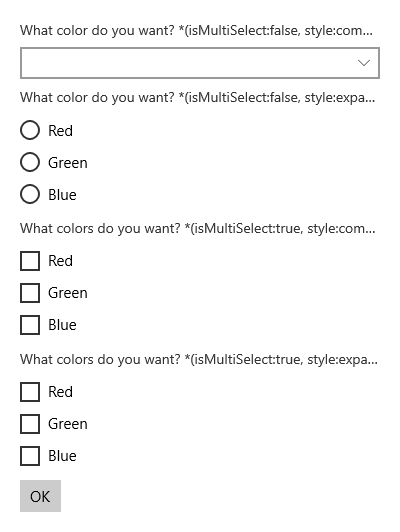 What color do you want? *(isMultiSelect:false, style:com...
What color do you want? *(isMultiSelect:false, style:expa...
Red
Green
Blue
What colors do you want? *(isMultiSelect:true, style:com...
Red
Green
Blue
What colors do you want? *(isMultiSelect:true, style:expa...
Red
Green
Blue
OK